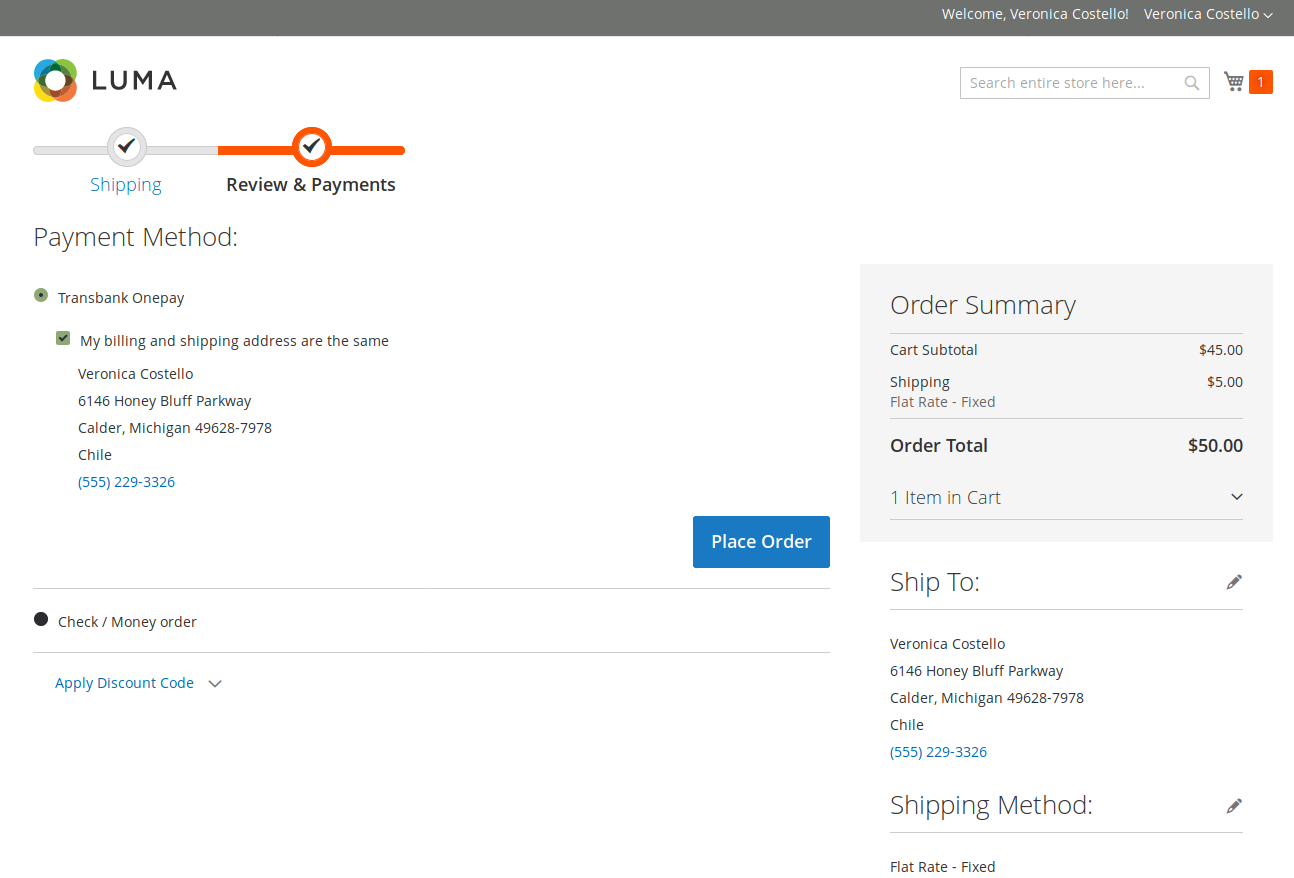 Welcome, Veronica Costello! Veronica Costello
LUMA
Search entire store here...
1
Shipping
Review & Payments
Payment Method:
Transbank Onepay
My billing and shipping address are the same
Veronica Costello
6146 Honey Bluff Parkway
Calder, Michigan 49628-7978
Chile
(555) 229-3326
Place Order
Check / Money order
Apply Discount Code
Order Summary
Cart Subtotal $45.00
Shipping $5.00
Flat Rate - Fixed
Order Total $50.00
1 Item in Cart
Ship To:
Veronica Costello
6146 Honey Bluff Parkway
Calder, Michigan 49628-7978
Chile
(555) 229-3326
Shipping Method:
Flat Rate - Fixed